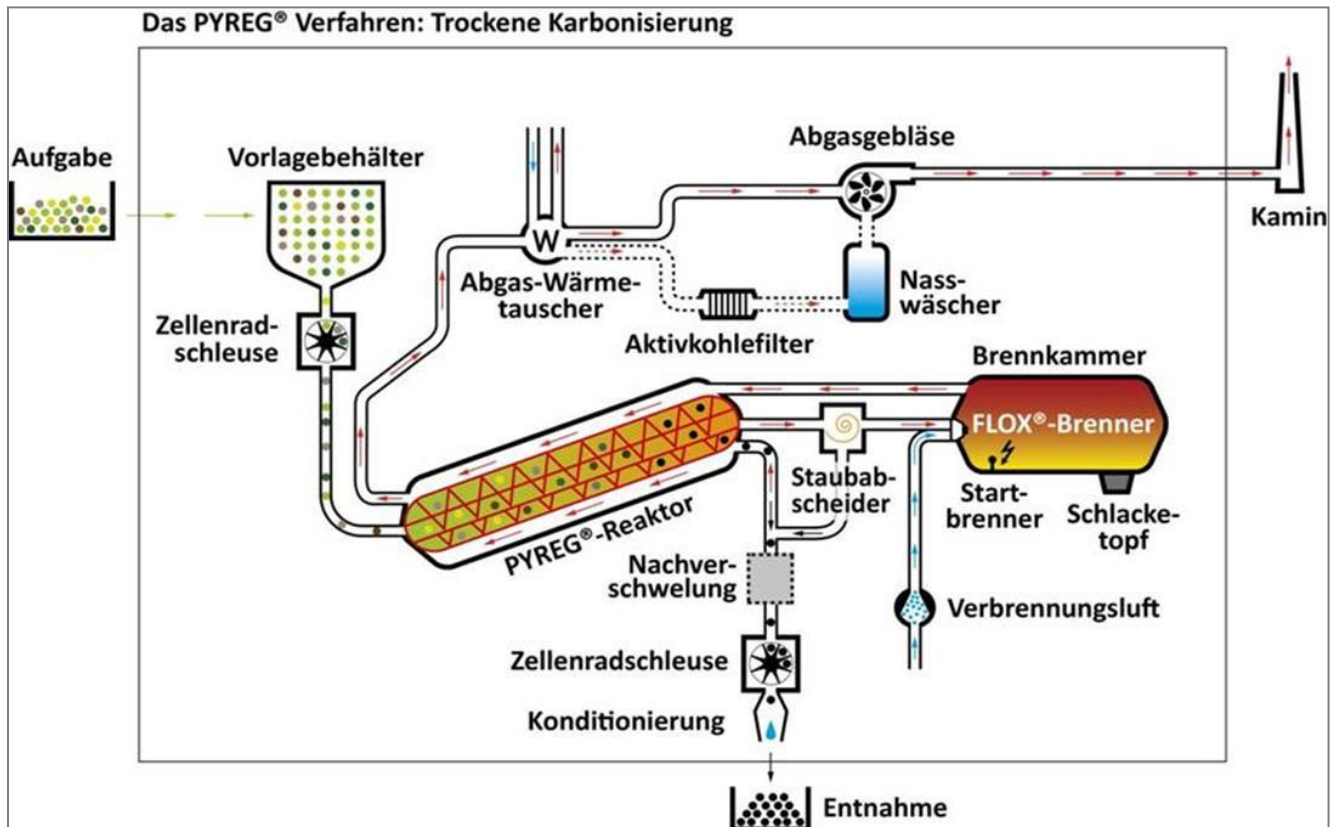 Das PYREG® Verfahren: Trockene Karbonisierung
Aufgabe
Vorlagebehälter
Abgasgebläse
Kamin
W
Abgas-Wärme-
tauscher
Nass-
wäscher
Zellenrad-
schleuse
Aktivkohlefilter
Brennkammer
FLOX®-Brenner
Staubab-
scheider
Start-
brenner
Schlacke-
topf
PYREG®-Reaktor
Nachver-
schwelung
Verbrennungsluft
Zellenradschleuse
Konditionierung
Entnahme